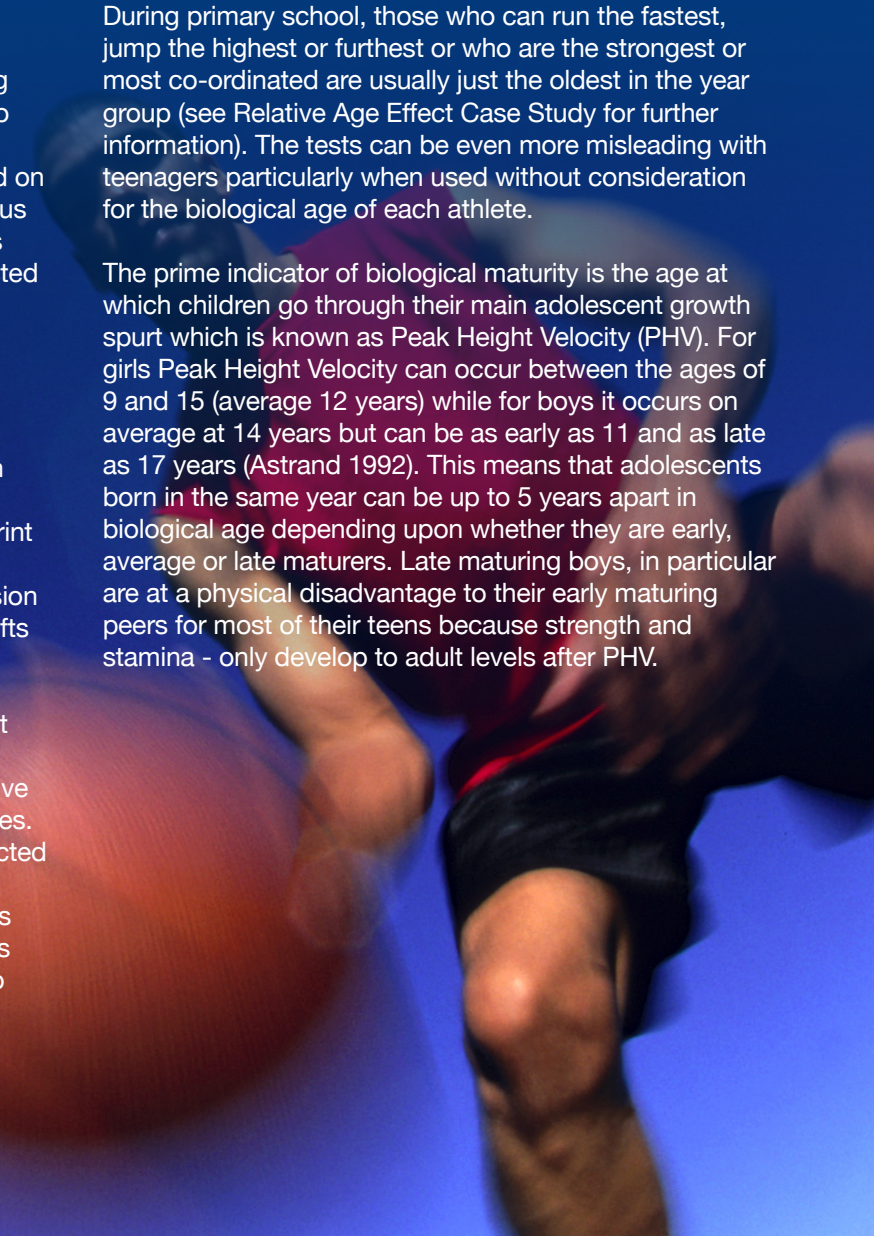 g
o
d on
us
s
ted
n
rint
sion
fts
t
ve
es.
cted
s
s
o
During primary school, those who can run the fastest,
jump the highest or furthest or who are the strongest or
most co-ordinated are usually just the oldest in the year
group (see Relative Age Effect Case Study for further
information). The tests can be even more misleading with
teenagers particularly when used without consideration
for the biological age of each athlete.
The prime indicator of biological maturity is the age at
which children go through their main adolescent growth
spurt which is known as Peak Height Velocity (PHV). For
girls Peak Height Velocity can occur between the ages of
9 and 15 (average 12 years) while for boys it occurs on
average at 14 years but can be as early as 11 and as late
as 17 years (Astrand 1992). This means that adolescents
born in the same year can be up to 5 years apart in
biological age depending upon whether they are early,
average or late maturers. Late maturing boys, in particular
are at a physical disadvantage to their early maturing
peers for most of their teens because strength and
stamina - only develop to adult levels after PHV.